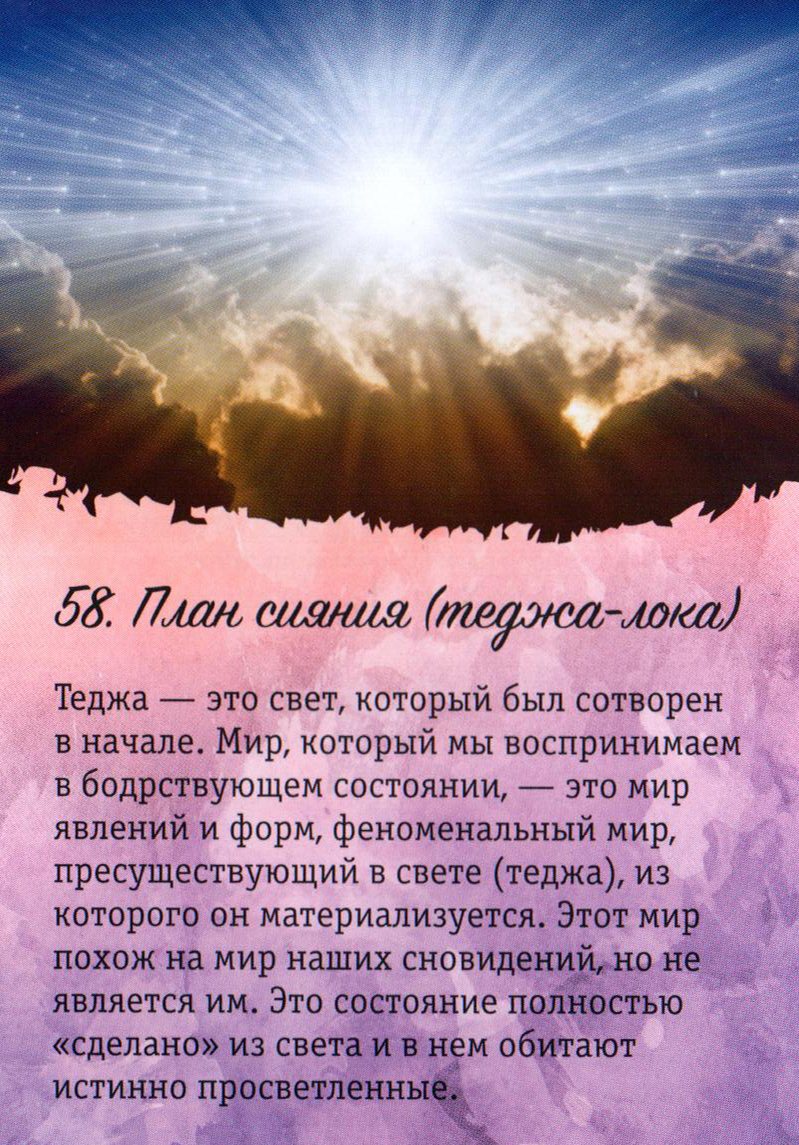 58. План сияния (теджа-лока)
Теджа — это свет, который был сотворен
в начале. Мир, который мы воспринимаем
в бодрствующем состоянии, — это мир
явлений и форм, феноменальный мир,
пресуществующий в свете (теджа), из
которого он материализуется. Этот мир
похож на мир наших сновидений, но не
является им. Это состояние полностью
«сделано» из света и в нем обитают
истинно просветленные.